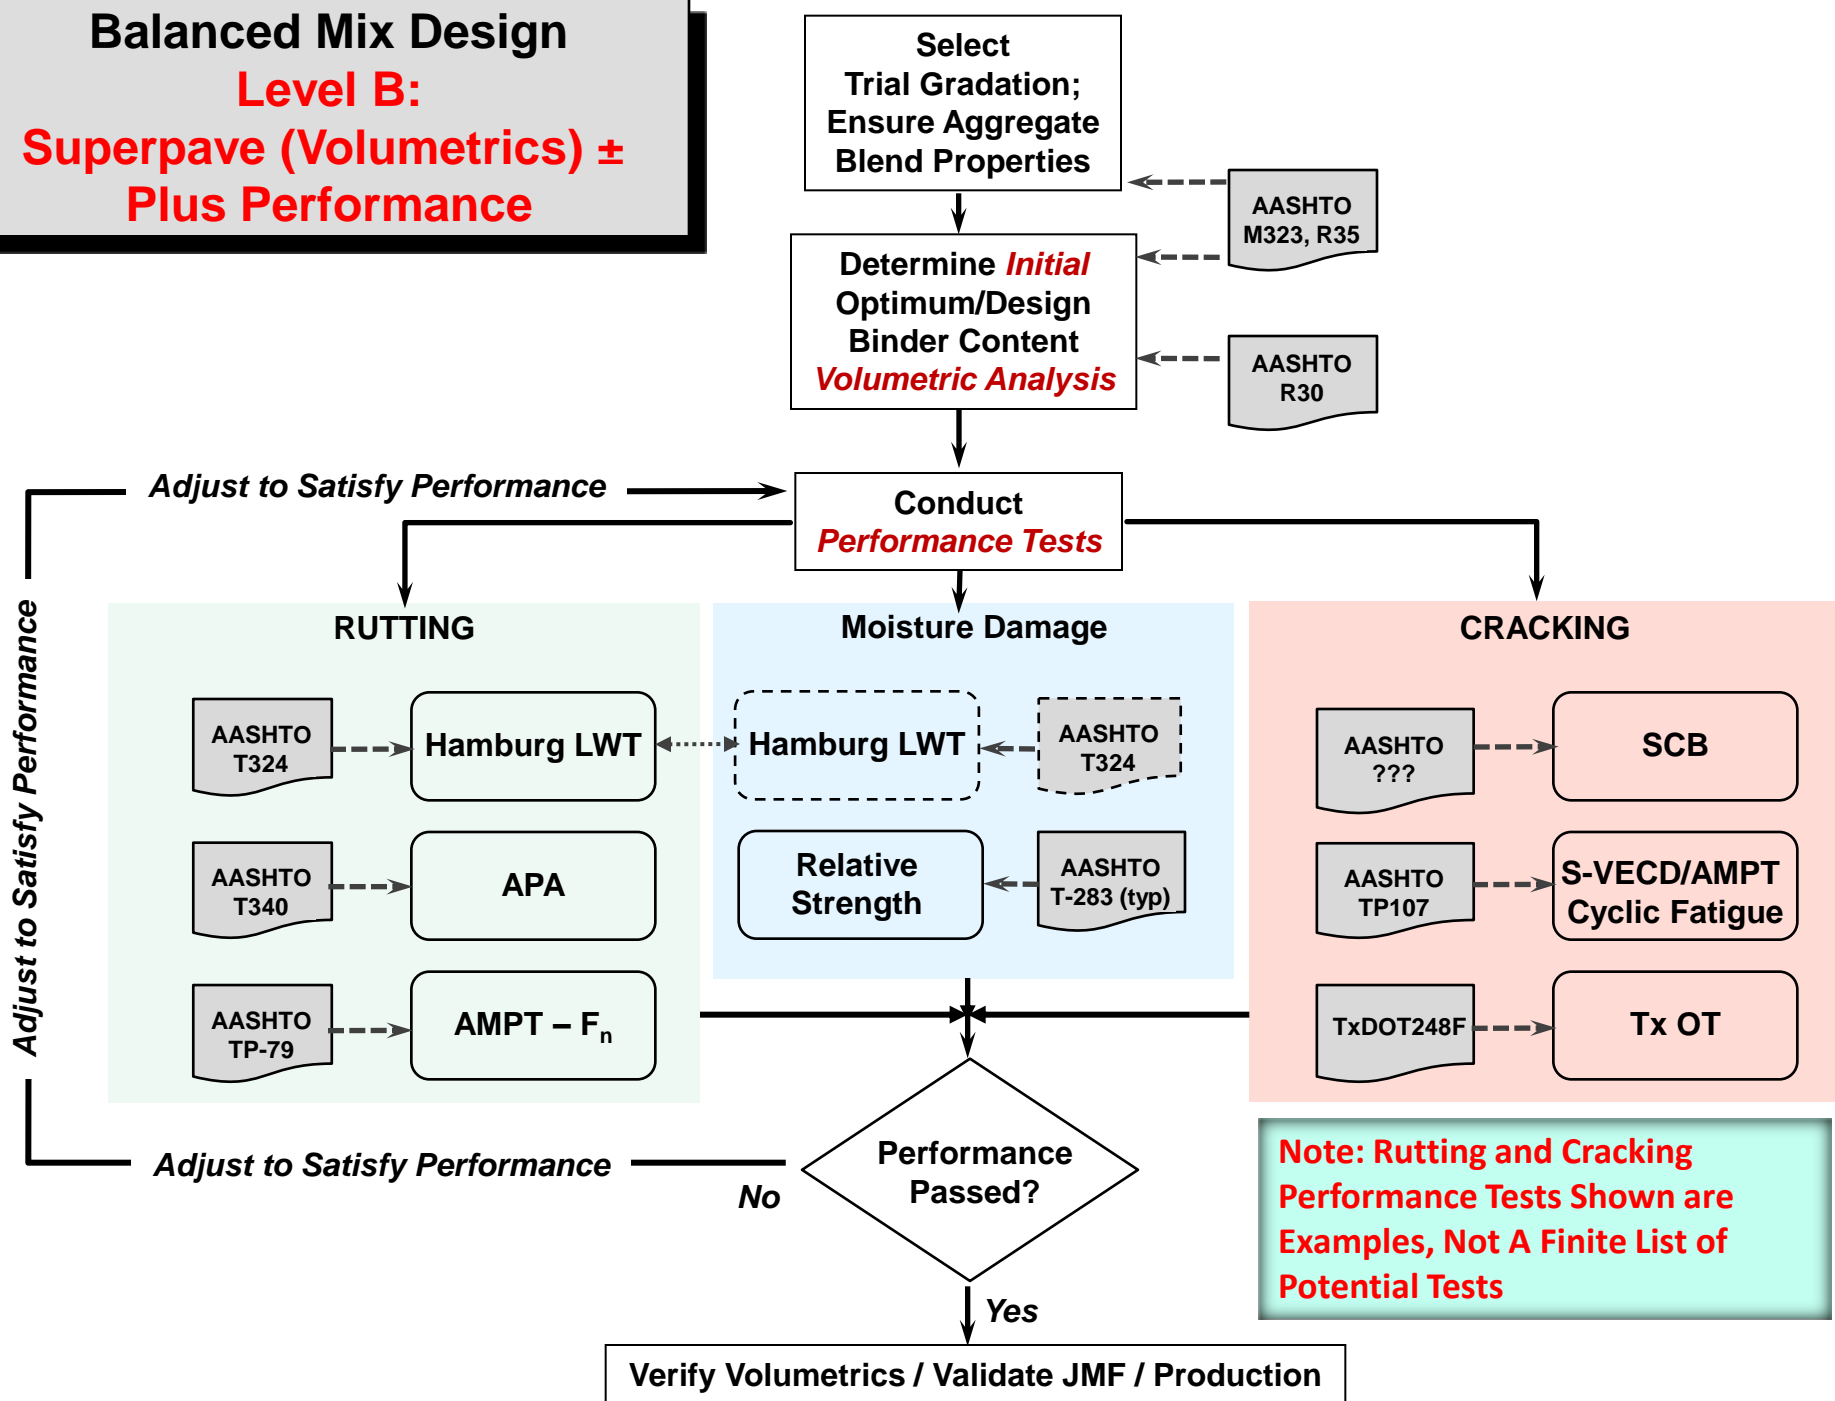 Balanced Mix Design
Level B:
Superpave (Volumetrics) ±
Plus Performance
Select
Trial Gradation;
Ensure Aggregate
Blend Properties
AASHTO
M323, R35
Determine Initial
Optimum/Design
Binder Content
Volumetric Analysis
AASHTO
R30
Adjust to Satisfy Performance
Conduct
Performance Tests
Adjust to Satisfy Performance
RUTTING
AASHTO
T324
Hamburg LWT
AASHTO
T340
APA
AASHTO
TP-79
AMPT – Fn
Moisture Damage
Hamburg LWT
AASHTO
T324
Relative
Strength
AASHTO
T-283 (typ)
CRACKING
AASHTO
???
SCB
AASHTO
TP107
S-VECD/AMPT
Cyclic Fatigue
TxDOT248F
Tx OT
Adjust to Satisfy Performance
No
Performance
Passed?
Yes
Note: Rutting and Cracking
Performance Tests Shown are
Examples, Not A Finite List of
Potential Tests
Verify Volumetrics / Validate JMF / Production